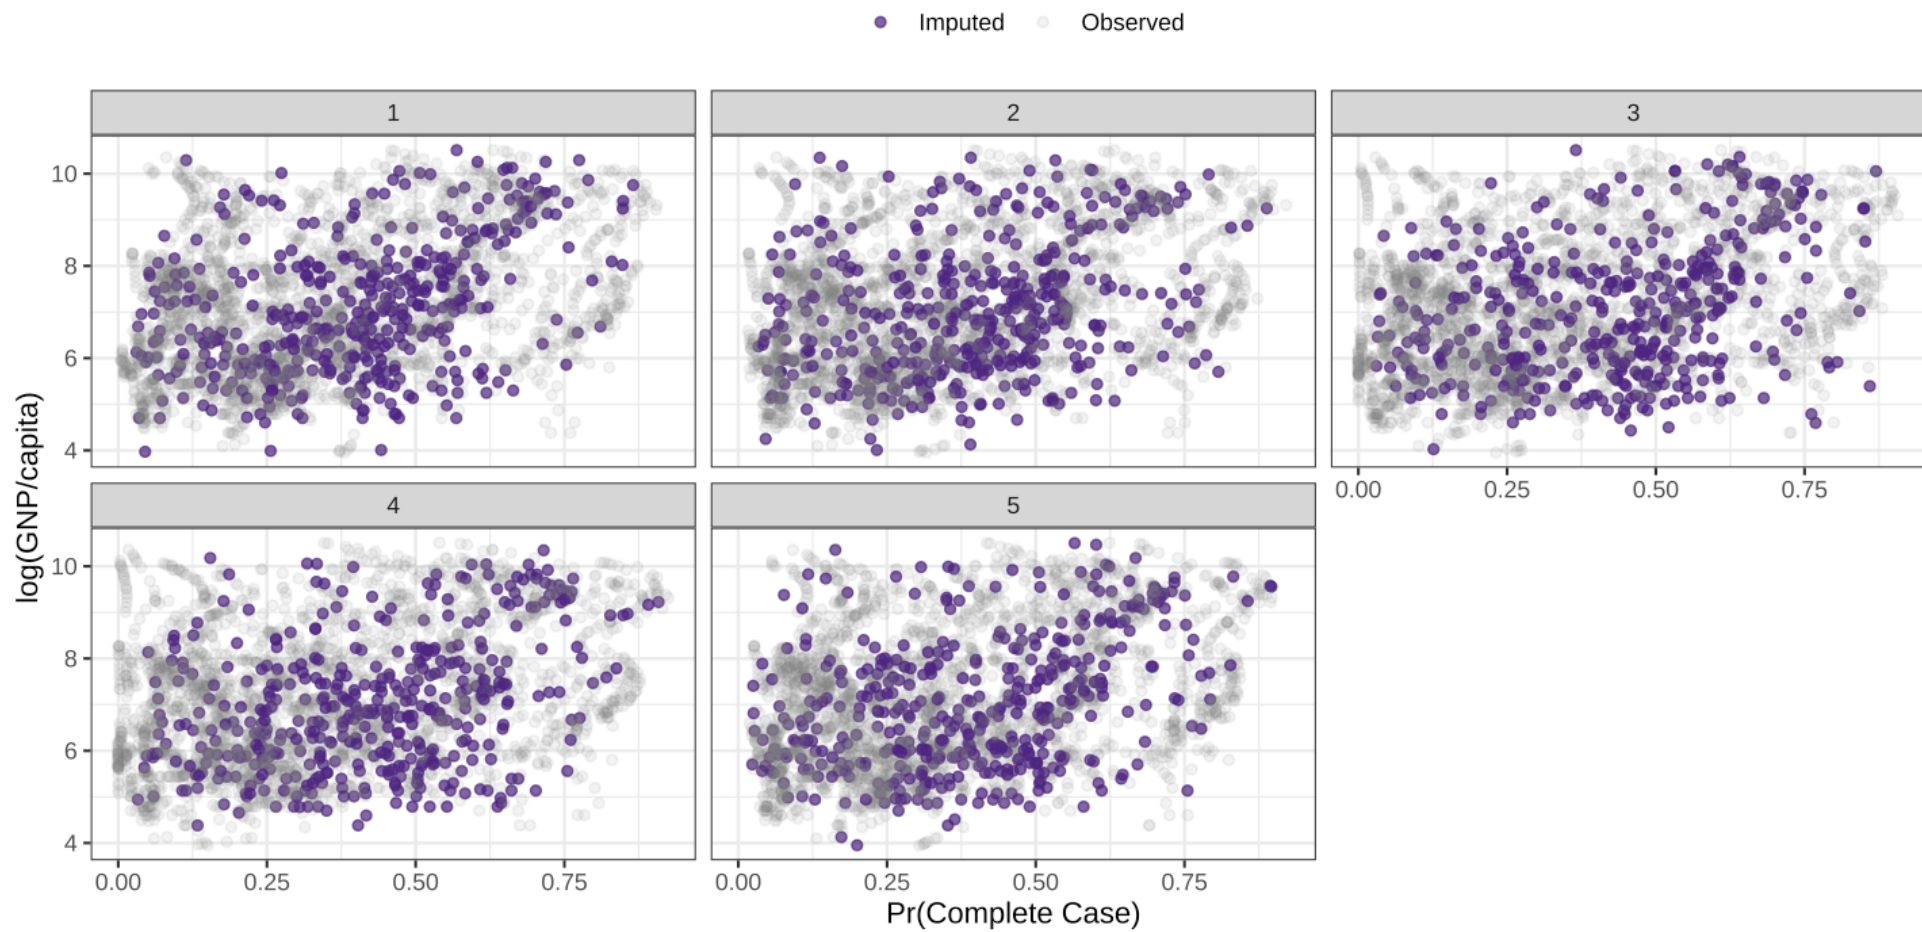 Imputed Observed
1 2 3
10
8
6
4
0.00 0.25 0.50 0.75
4 5
10
8
6
4
0.00 0.25 0.50 0.75 0.00 0.25 0.50 0.75
log(GNP/capita)
Pr(Complete Case)